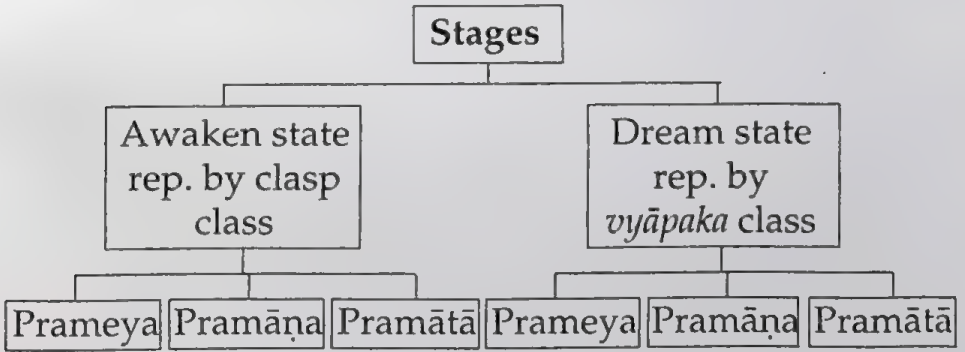 Stages
Awaken state
rep. by clasp
class
Dream state
rep. by
vyāpaka class
Prameya
Pramāṇa
Pramātā
Prameya
Pramāṇa
Pramātā